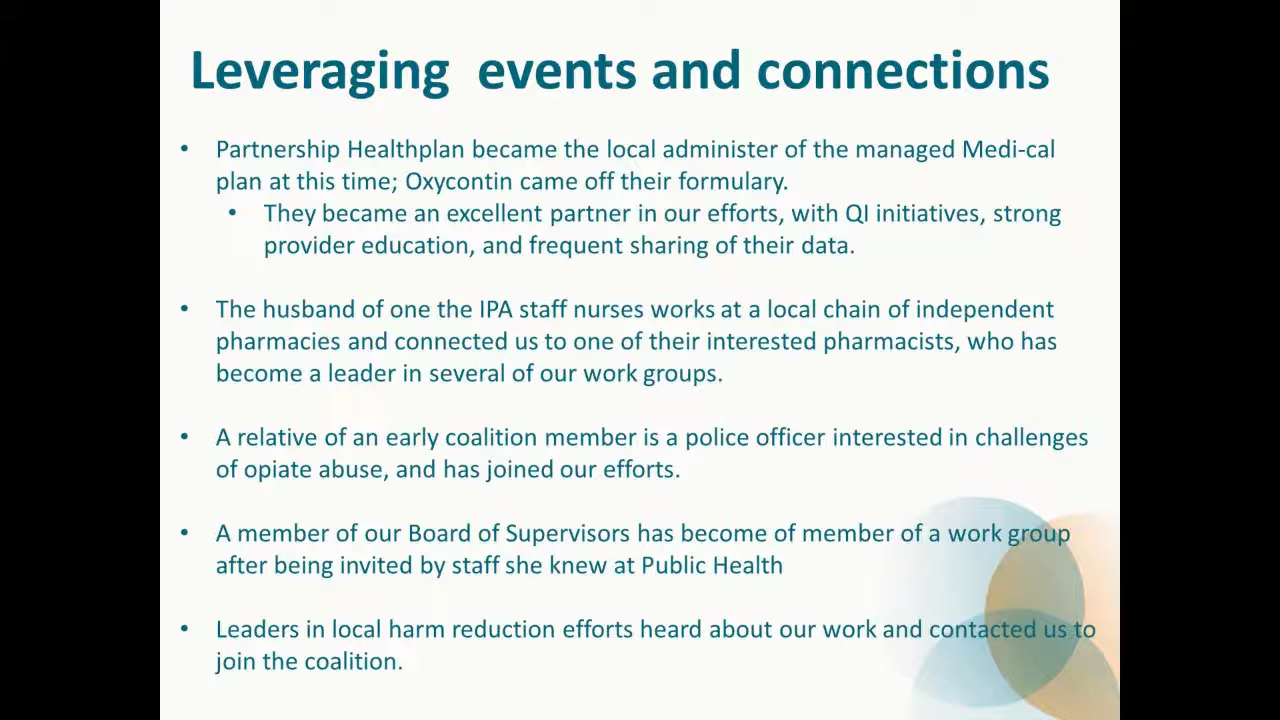 Leveraging  events and connections
• Partnership Healthplan became the local administer of the managed Medi-cal
plan at this time; Oxycontin came off their formulary.
• They became an excellent partner in our efforts, with QI initiatives, strong
provider education, and frequent sharing of their data.
• The husband of one the IPA staff nurses works at a local chain of independent
pharmacies and connected us to one of their interested pharmacists, who has
become a leader in several of our work groups.
• A relative of an early coalition member is a police officer interested in challenges
of opiate abuse, and has joined our efforts.
• A member of our Board of Supervisors has become of member of a work group
after being invited by staff she knew at Public Health
• Leaders in local harm reduction efforts heard about our work and contacted us to
join the coalition.